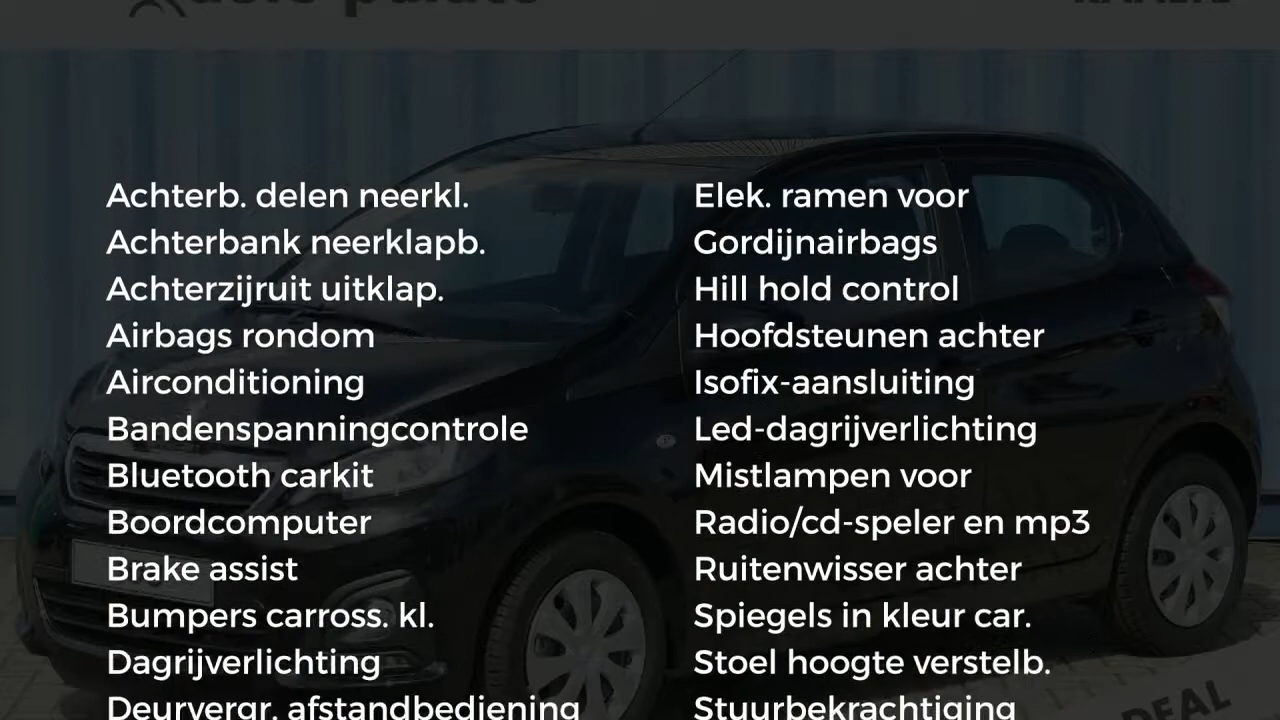 Achterb. delen neerkl.
Achterbank neerklapb.
Achterzijruit uitklap.
Airbags rondom
Airconditioning
Bandenspanningcontrole
Bluetooth carkit
Boordcomputer
Brake assist
Bumpers carross. kl.
Dagrijverlichting
Deurvergr. afstandbediening
Elek. ramen voor
Gordijnairbags
Hill hold control
Hoofdsteunen achter
Isofix-aansluiting
Led-dagrijverlichting
Mistlampen voor
Radio/cd-speler en mp3
Ruitenwisser achter
Spiegels in kleur car.
Stoel hoogte verstelb.
Stuurbekrachtiging
DEAL